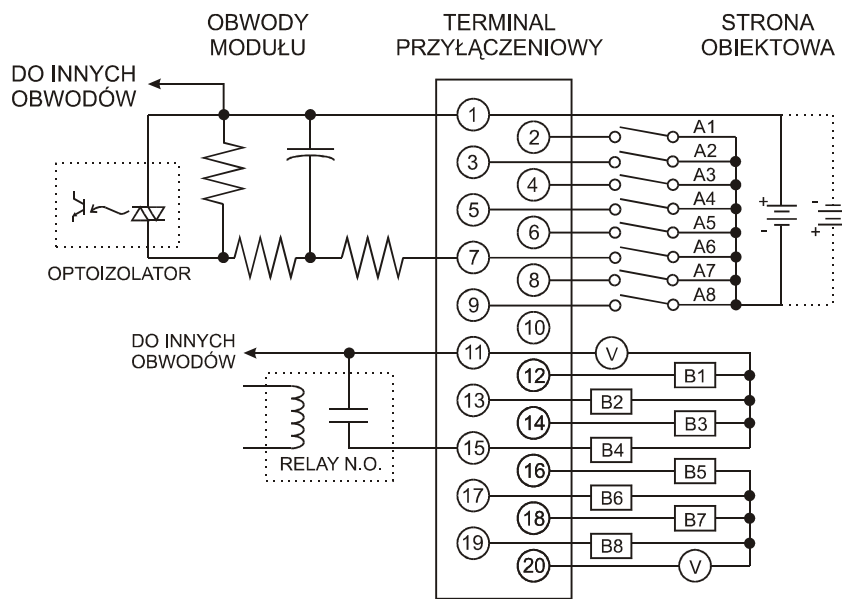 OBWODY
MODUŁU
TERMINAL
PRZYŁĄCZENIOWY
STRONA
OBIEKTOWA
DO INNYCH
OBWODÓW
OPTOIZOLATOR
1
2
3
4
5
6
7
8
9
10
11
12
13
14
15
16
17
18
19
20
A1
A2
A3
A4
A5
A6
A7
A8
+
-
-
+
DO INNYCH
OBWODÓW
RELAY N.O.
V
B1
B2
B3
B4
B5
B6
B7
B8
V